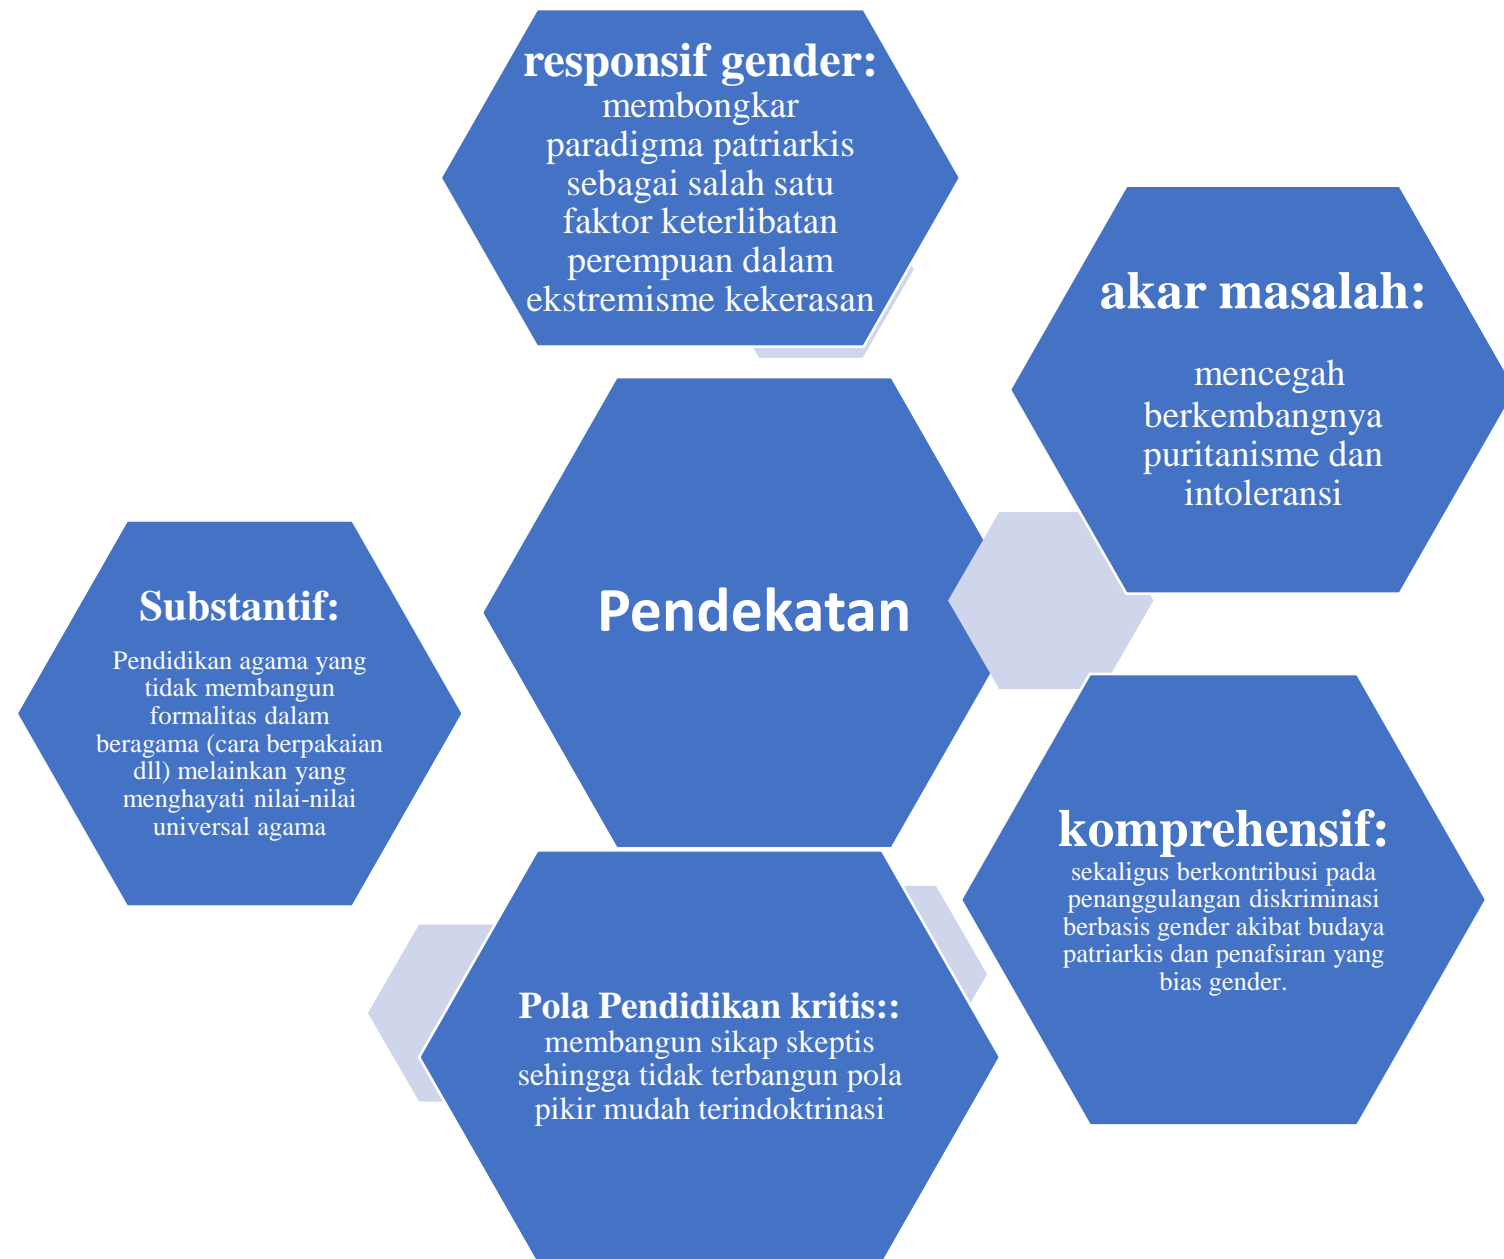 responsif gender:
membongkar
paradigma patriarkis
sebagai salah satu
faktor keterlibatan
perempuan dalam
ekstremisme kekerasan
akar masalah:
mencegah
berkembangnya
puritanisme dan
intoleransi
Pendekatan
Substantif:
Pendidikan agama yang
tidak membangun
formalitas dalam
beragama (cara berpakaian
dll) melainkan yang
menghayati nilai-nilai
universal agama
komprehensif:
sekaligus berkontribusi pada
penanggulangan diskriminasi
berbasis gender akibat budaya
patriarkis dan penafsiran yang
bias gender.
Pola Pendidikan kritis::
membangun sikap skeptis
sehingga tidak terbangun pola
pikir mudah terindoktrinasi